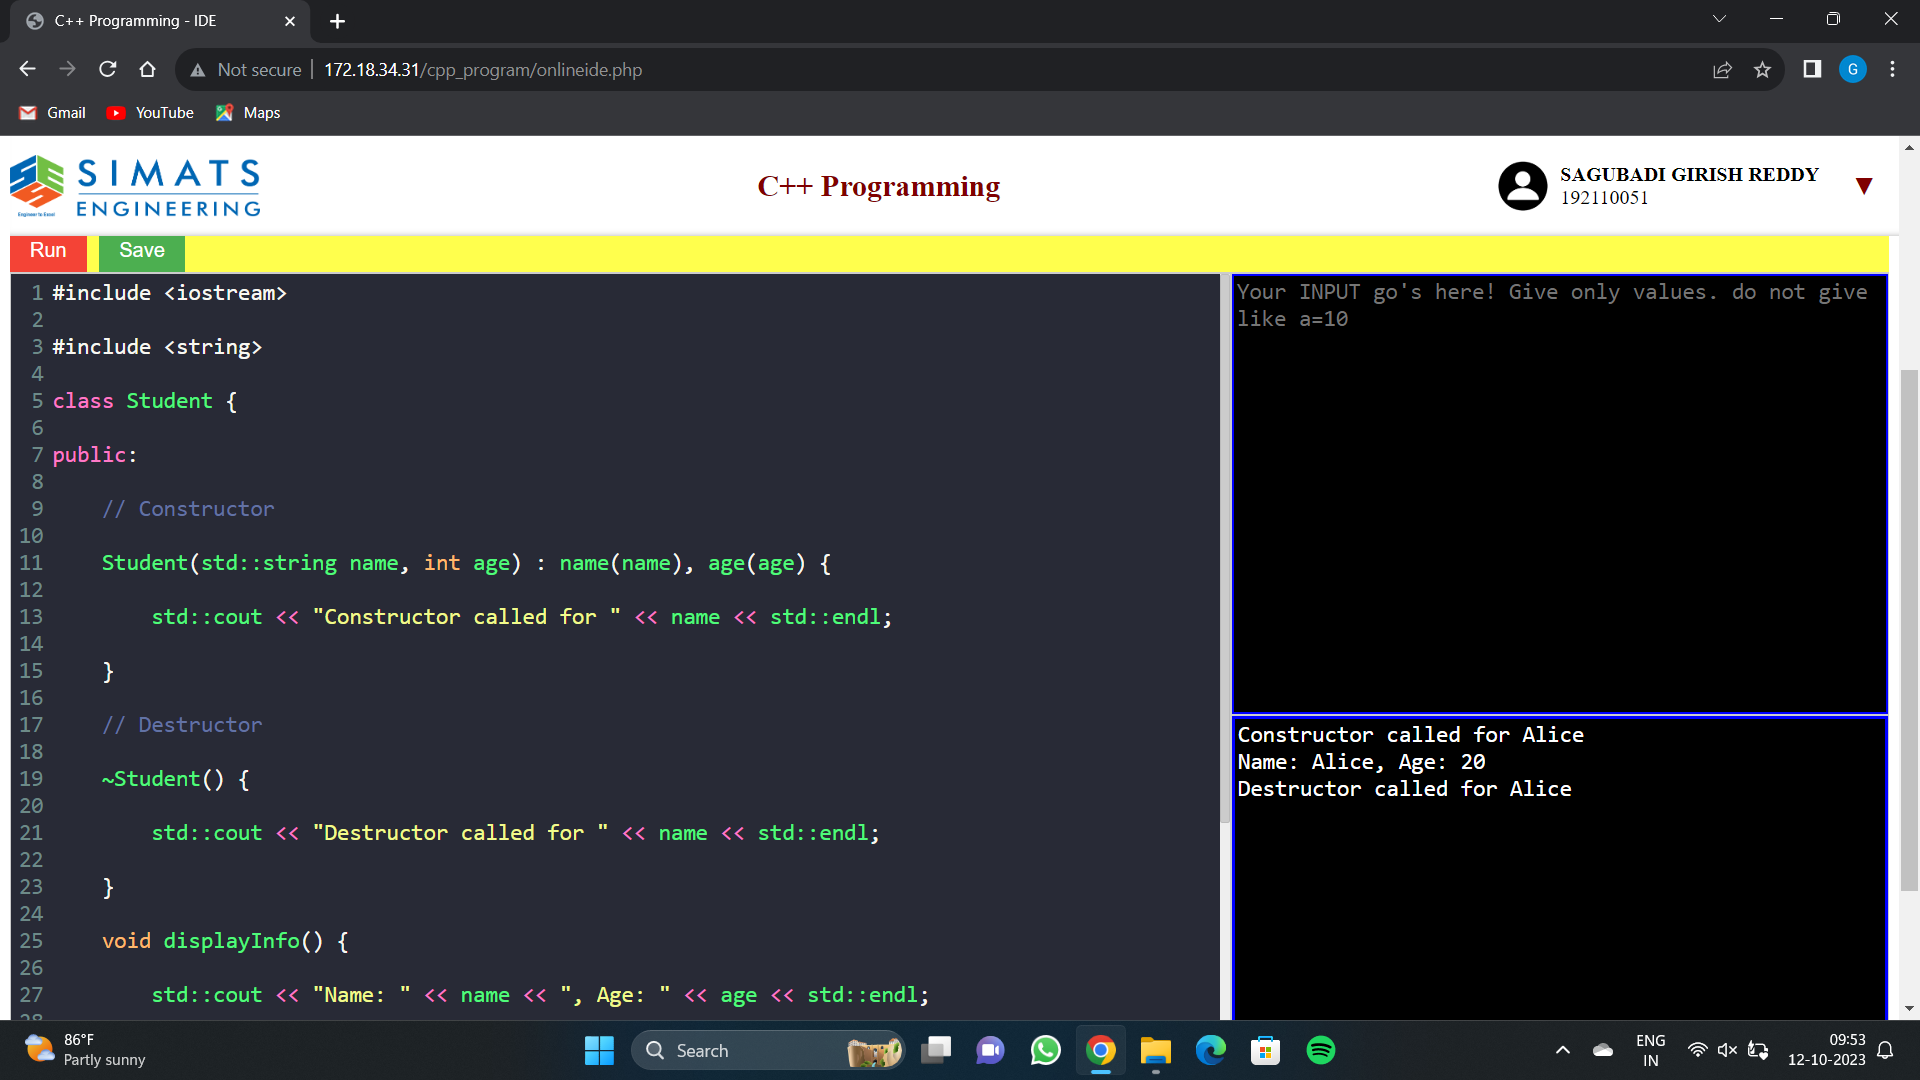 C++ Programming - IDE
Not secure
172.18.34.31/cpp_program/onlineide.php
G
Gmail
YouTube
Maps
SIMATS
ENGINEERING
Engineer to Excel
C++ Programming
SAGUBADI GIRISH REDDY
192110051
Run
Save
1 #include <iostream>
2
3 #include <string>
4
5 class Student {
6
7 public:
8
9     // Constructor
10
11     Student(std::string name, int age) : name(name), age(age) {
12
13         std::cout << "Constructor called for " << name << std::endl;
14
15     }
16
17     // Destructor
18
19     ~Student() {
20
21         std::cout << "Destructor called for " << name << std::endl;
22
23     }
24
25     void displayInfo() {
26
27         std::cout << "Name: " << name << ", Age: " << age << std::endl;
28
Your INPUT go's here! Give only values. do not give
like a=10
Constructor called for Alice
Name: Alice, Age: 20
Destructor called for Alice
86°F
Partly sunny
Search
ENG
IN
09:53
12-10-2023